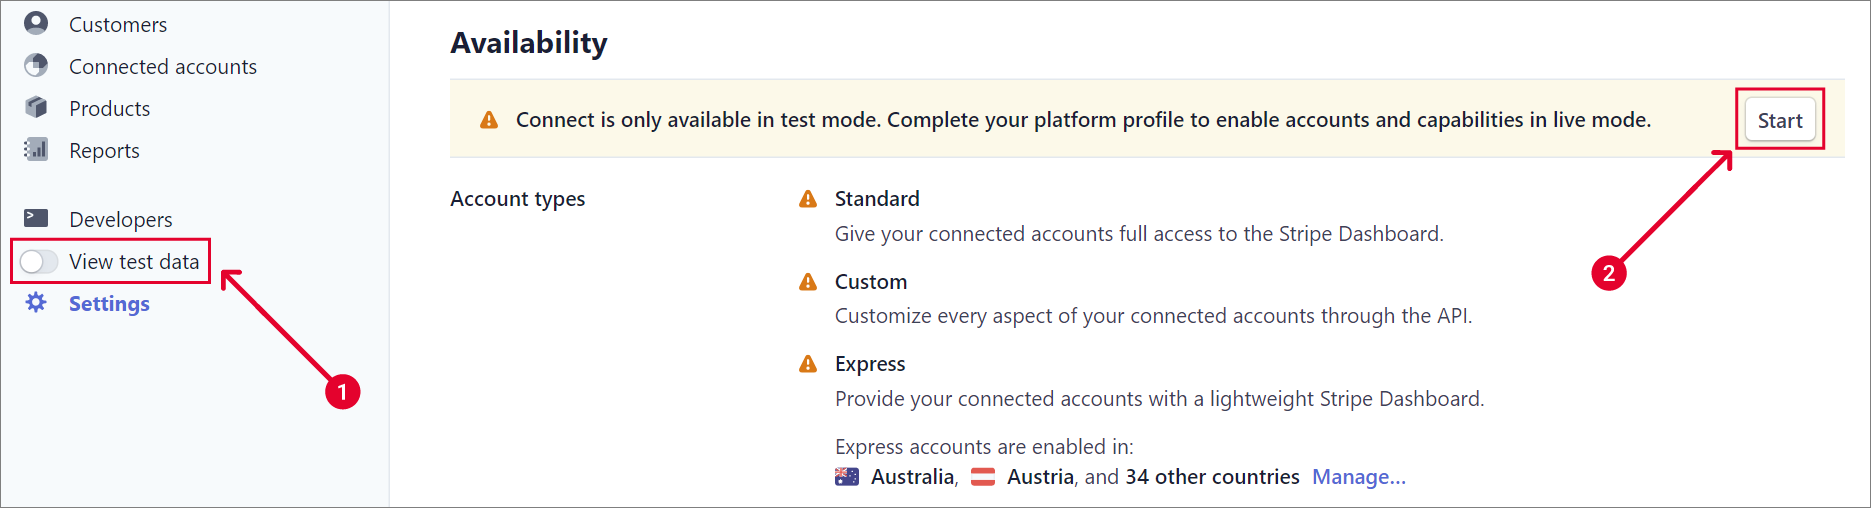 Customers
Connected accounts
Products
Reports
Developers
View test data
Settings
1
Availability
Connect is only available in test mode. Complete your platform profile to enable accounts and capabilities in live mode.
Start
2
Account types
Standard
Give your connected accounts full access to the Stripe Dashboard.
Custom
Customize every aspect of your connected accounts through the API.
Express
Provide your connected accounts with a lightweight Stripe Dashboard.
Express accounts are enabled in:
Australia, Austria, and 34 other countries Manage...